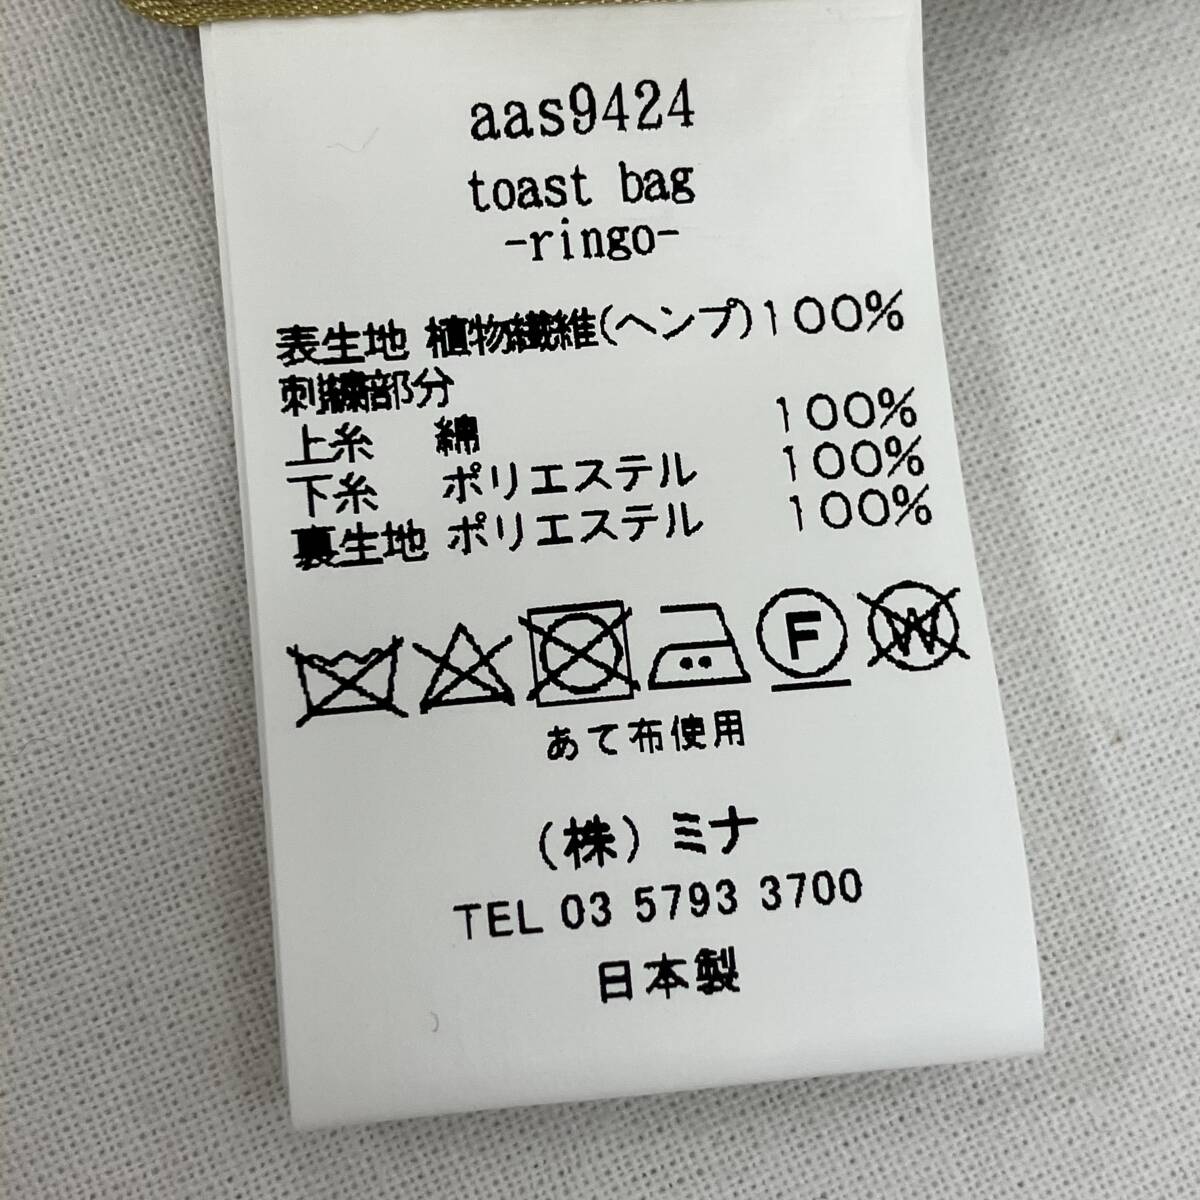 aas9424
toast bag
-ringo-
表生地 植物繊維(ヘンプ)100%
刺繍部分
上糸 綿 100%
下糸 ポリエステル 100%
裏生地 ポリエステル 100%
F W
あて布使用
(株)ミナ
TEL 03 5793 3700
日本製